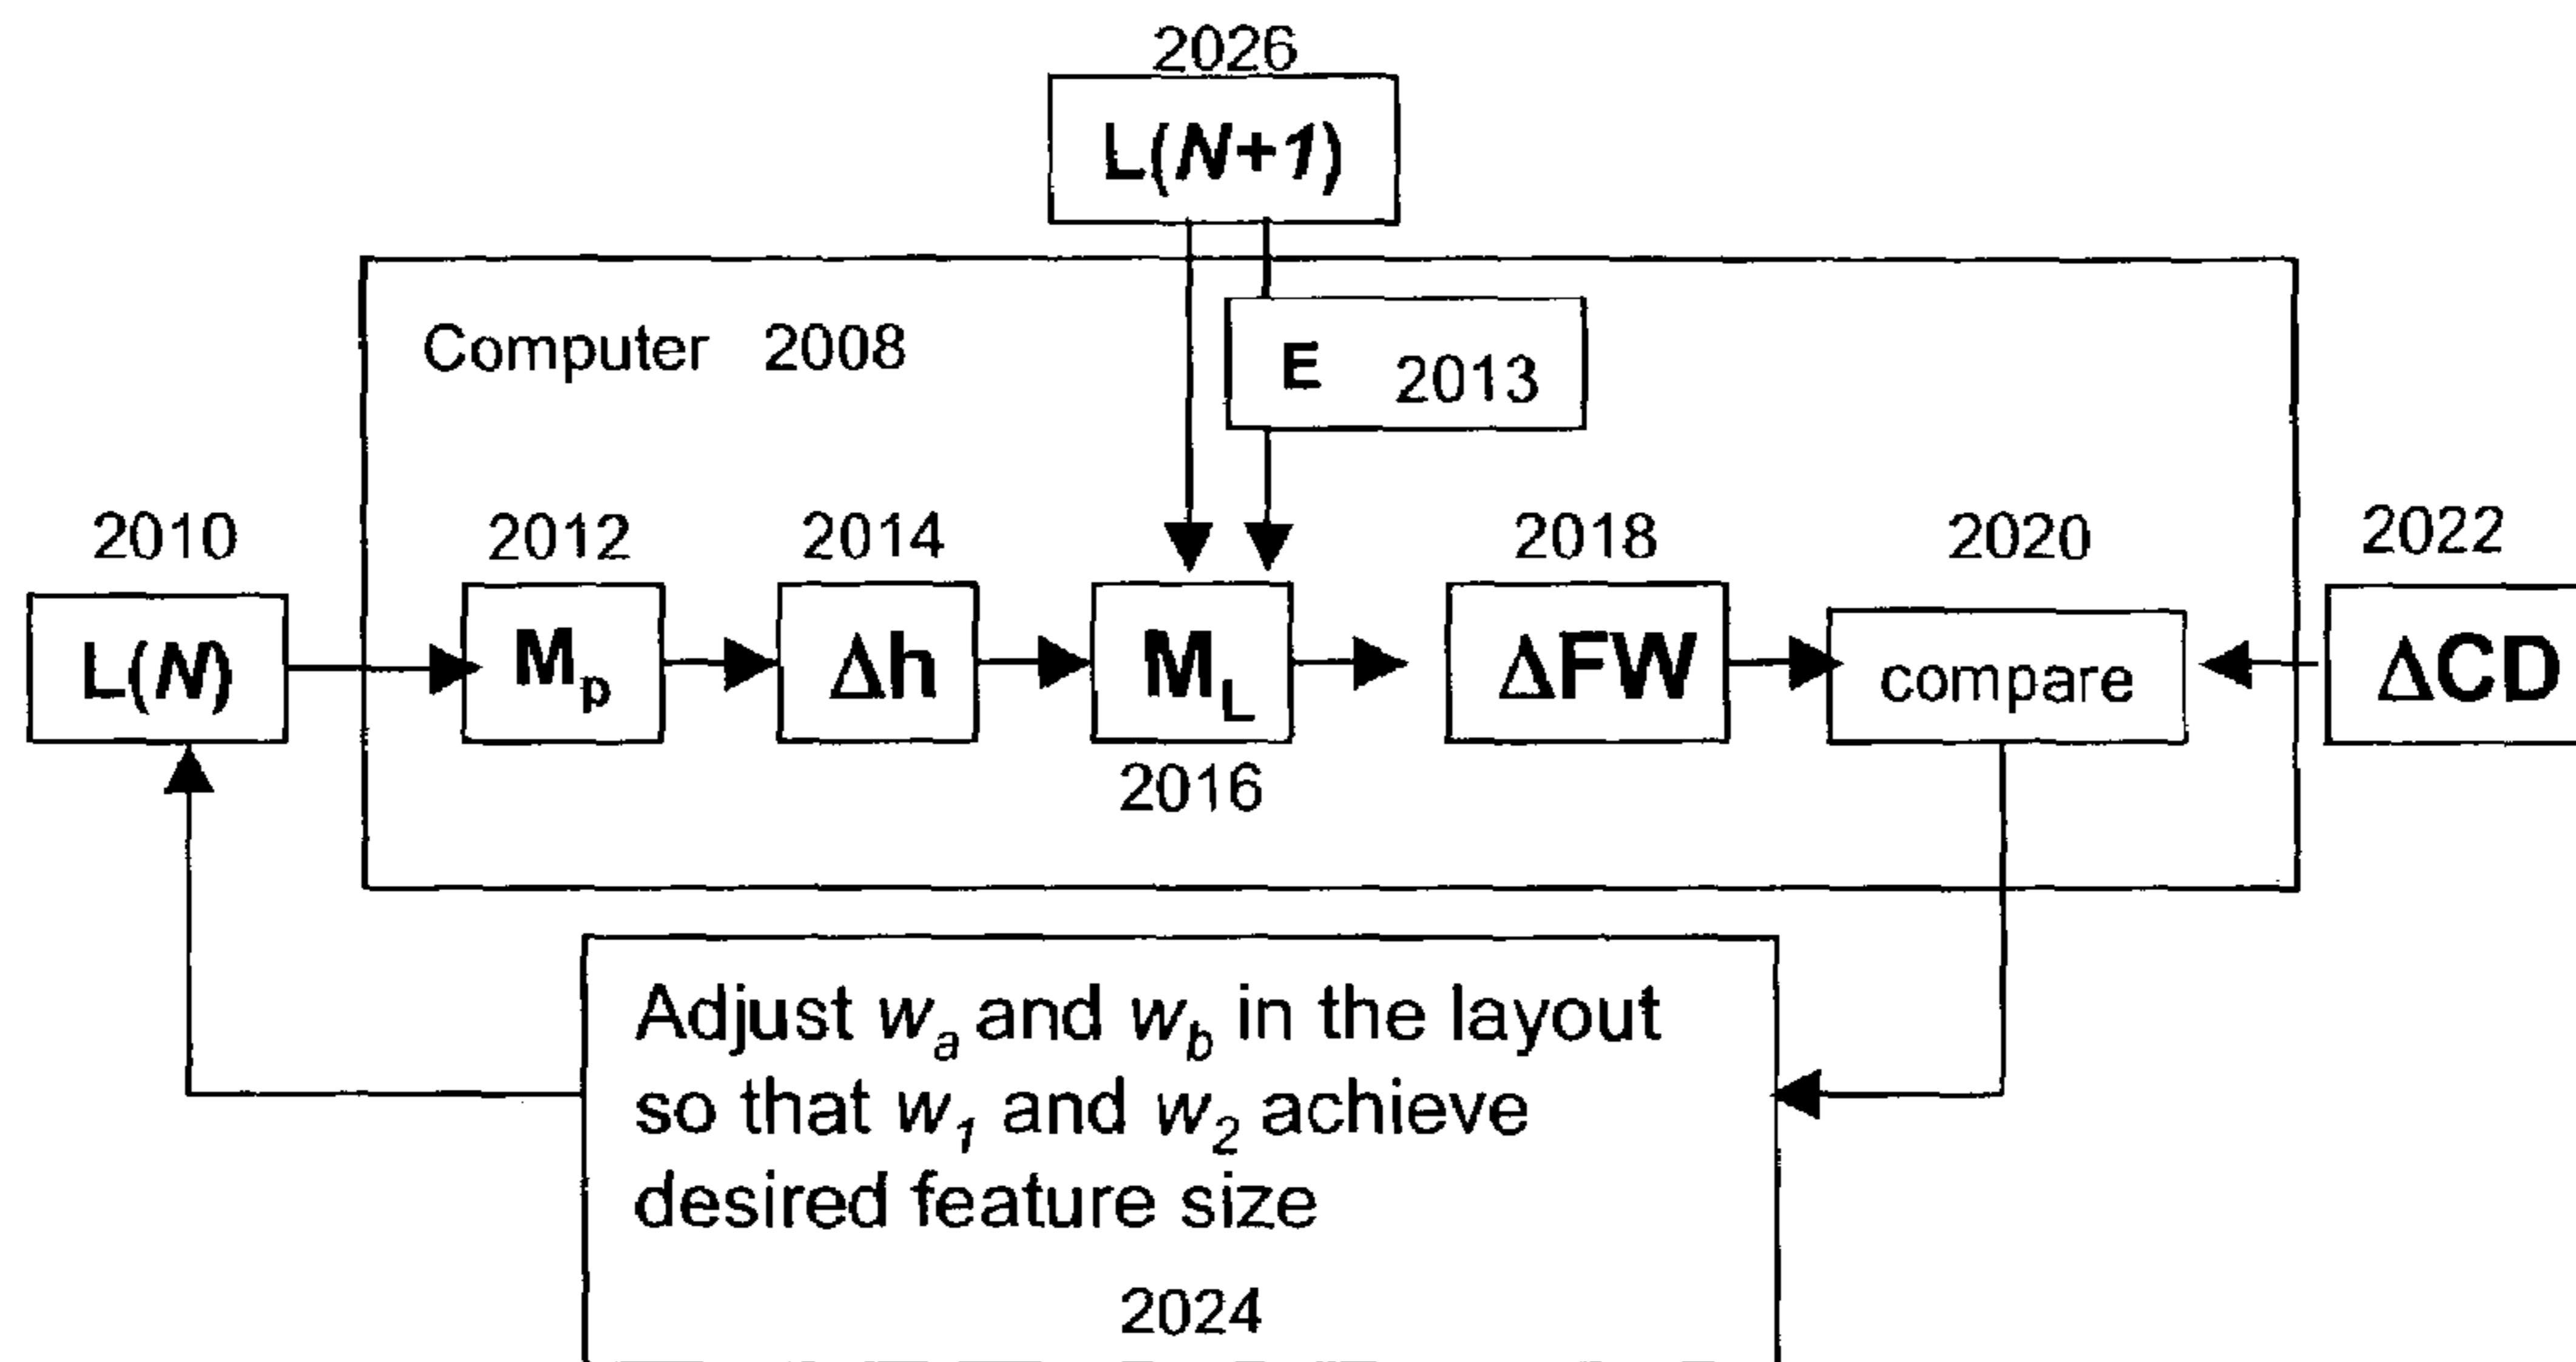 2026
L(N+1)
Computer 2008
E 2013
2010
2012
2014
2018
2020
2022
L(N)
Mp
Δh
ML
ΔFW
compare
ΔCD
2016
Adjust wa and wb in the layout
so that w1 and w2 achieve
desired feature size
2024